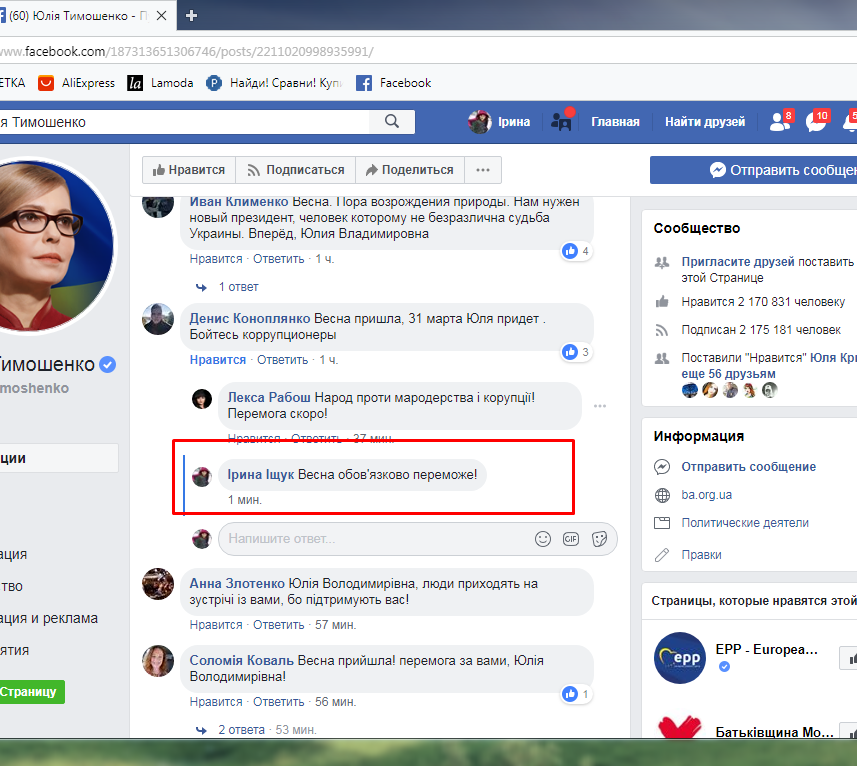 (60) Юлія Тимошенко - П
www.facebook.com/187313651306746/posts/2211020998935991/
ЕТКА AliExpress la Lamoda P Найди! Сравни! Купи Facebook
я Тимошенко Ірина Главная Найти друзей 8 10 5
Нравится Подписаться Поделиться ... Отправить сообщен
Иван Клименко Весна. Пора возрождения природы. Нам нужен
новый президент, человек которому не безразлична судьба
Украины. Вперёд, Юлия Владимировна
4
Нравится · Ответить · 1 ч.
1 ответ
Денис Коноплянко Весна пришла, 31 марта Юля придет .
Бойтесь коррупционеры
3
Нравится · Ответить · 1 ч.
Лекса Рабош Народ проти мародерства і корупції!
Перемога скоро!
Нравится · Ответить · 37 мин.
Ірина Іщук Весна обов'язково переможе!
1 мин.
Напишите ответ...
GIF
Анна Злотенко Юлія Володимирівна, люди приходять на
зустрічі із вами, бо підтримують вас!
Нравится · Ответить · 57 мин.
Соломія Коваль Весна прийшла! перемога за вами, Юлія
Володимирівна!
1
Нравится · Ответить · 56 мин.
2 ответа · 53 мин.
Тимошенко
moshenko
ции
ация
тво
ация и реклама
ятия
Страницу
Сообщество
Пригласите друзей поставить
этой Странице
Нравится 2 170 831 человеку
Подписан 2 175 181 человек
Поставили "Нравится" Юля Кри
еще 56 друзьям
Информация
Отправить сообщение
ba.org.ua
Политические деятели
Правки
Страницы, которые нравятся этой
epp
EPP - Europea...
Батьківщина Мо...